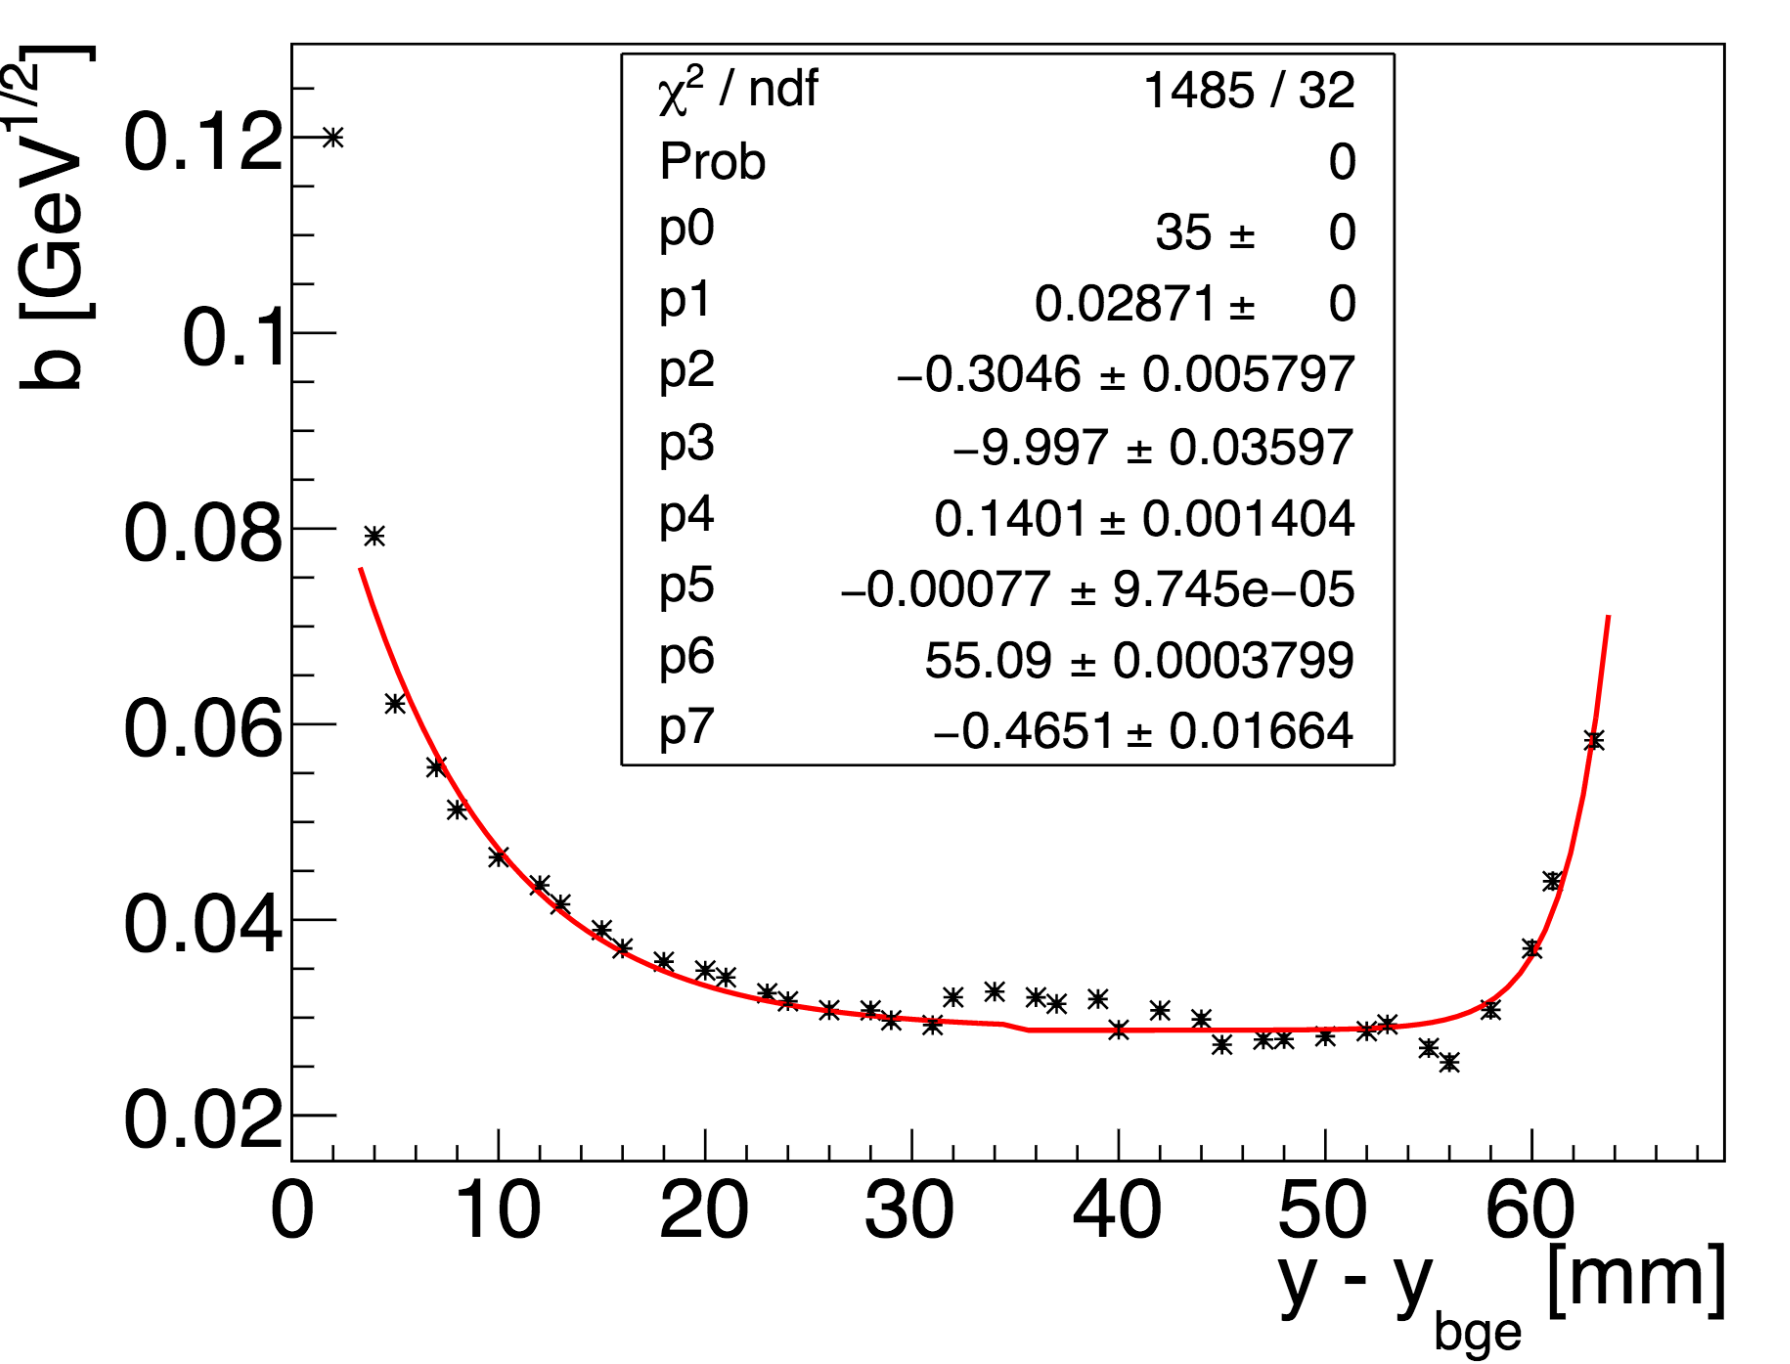 b [GeV^1/2]
0.12
0.1
0.08
0.06
0.04
0.02
χ² / ndf 1485 / 32
Prob 0
p0 35 ± 0
p1 0.02871 ± 0
p2 −0.3046 ± 0.005797
p3 −9.997 ± 0.03597
p4 0.1401 ± 0.001404
p5 −0.00077 ± 9.745e−05
p6 55.09 ± 0.0003799
p7 −0.4651 ± 0.01664
0 10 20 30 40 50 60
y - y_bge [mm]